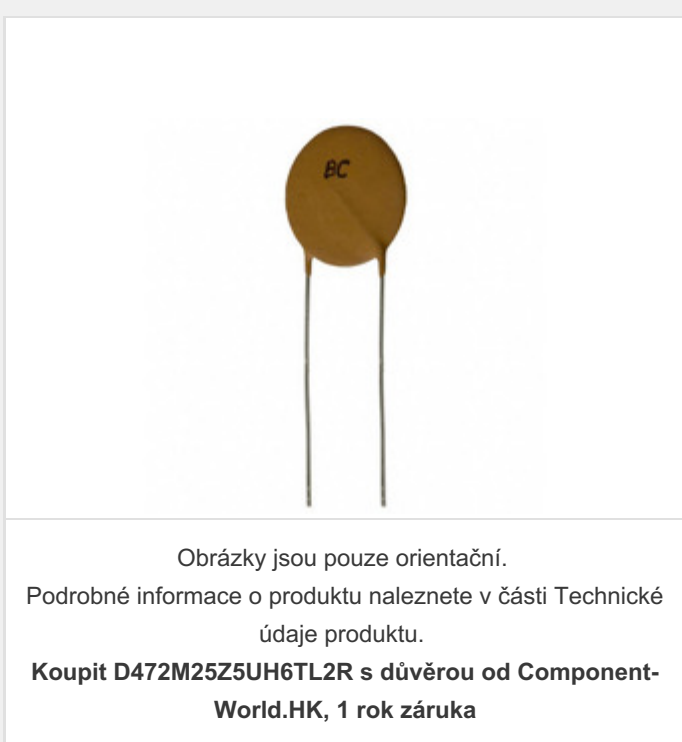 BC
Obrázky jsou pouze orientační.
Podrobné informace o produktu naleznete v části Technické
údaje produktu.
Koupit D472M25Z5UH6TL2R s důvěrou od Component-
World.HK, 1 rok záruka